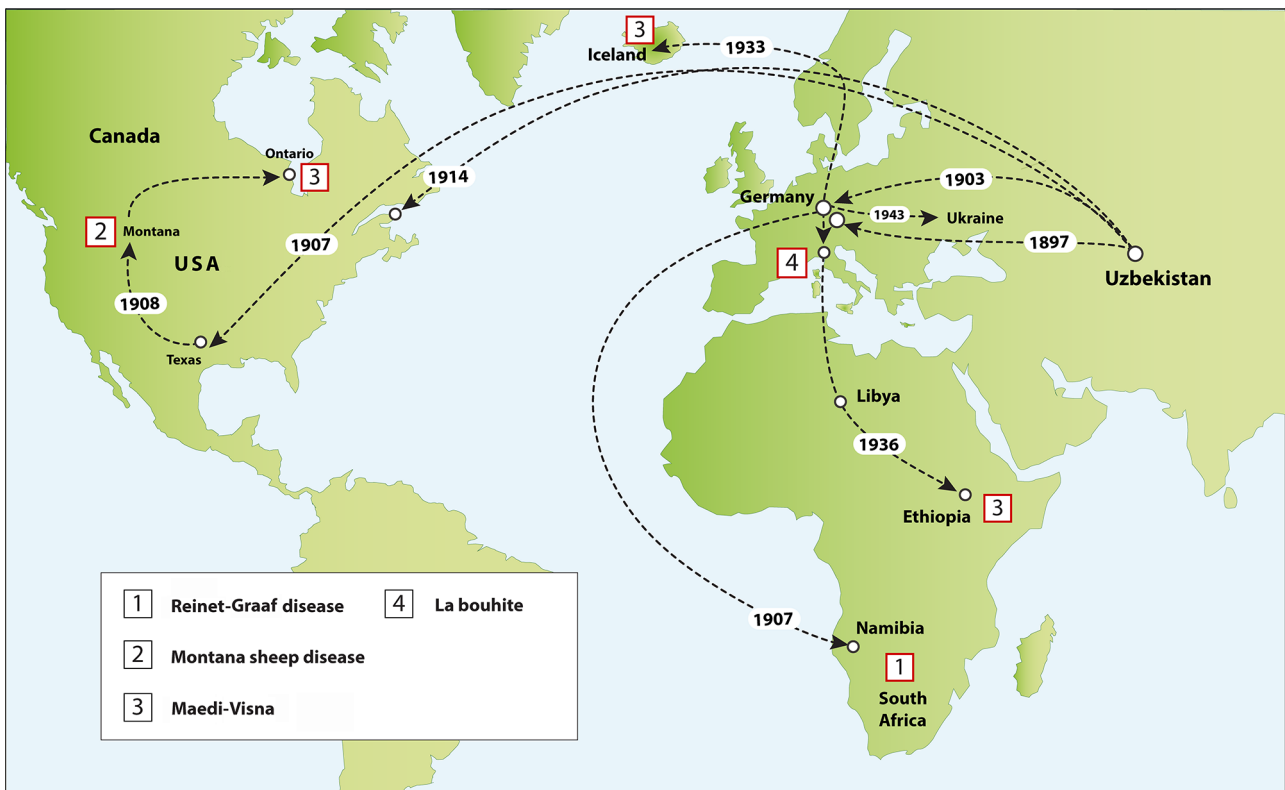 3
Iceland
1933
Canada
Ontario
3
1914
1903
Germany
1943
Ukraine
2
Montana
1907
1897
USA
4
Uzbekistan
1908
Texas
Libya
1936
3
Ethiopia
1907
Namibia
1
South
Africa
1 Reinet-Graaf disease
4 La bouhite
2 Montana sheep disease
3 Maedi-Visna